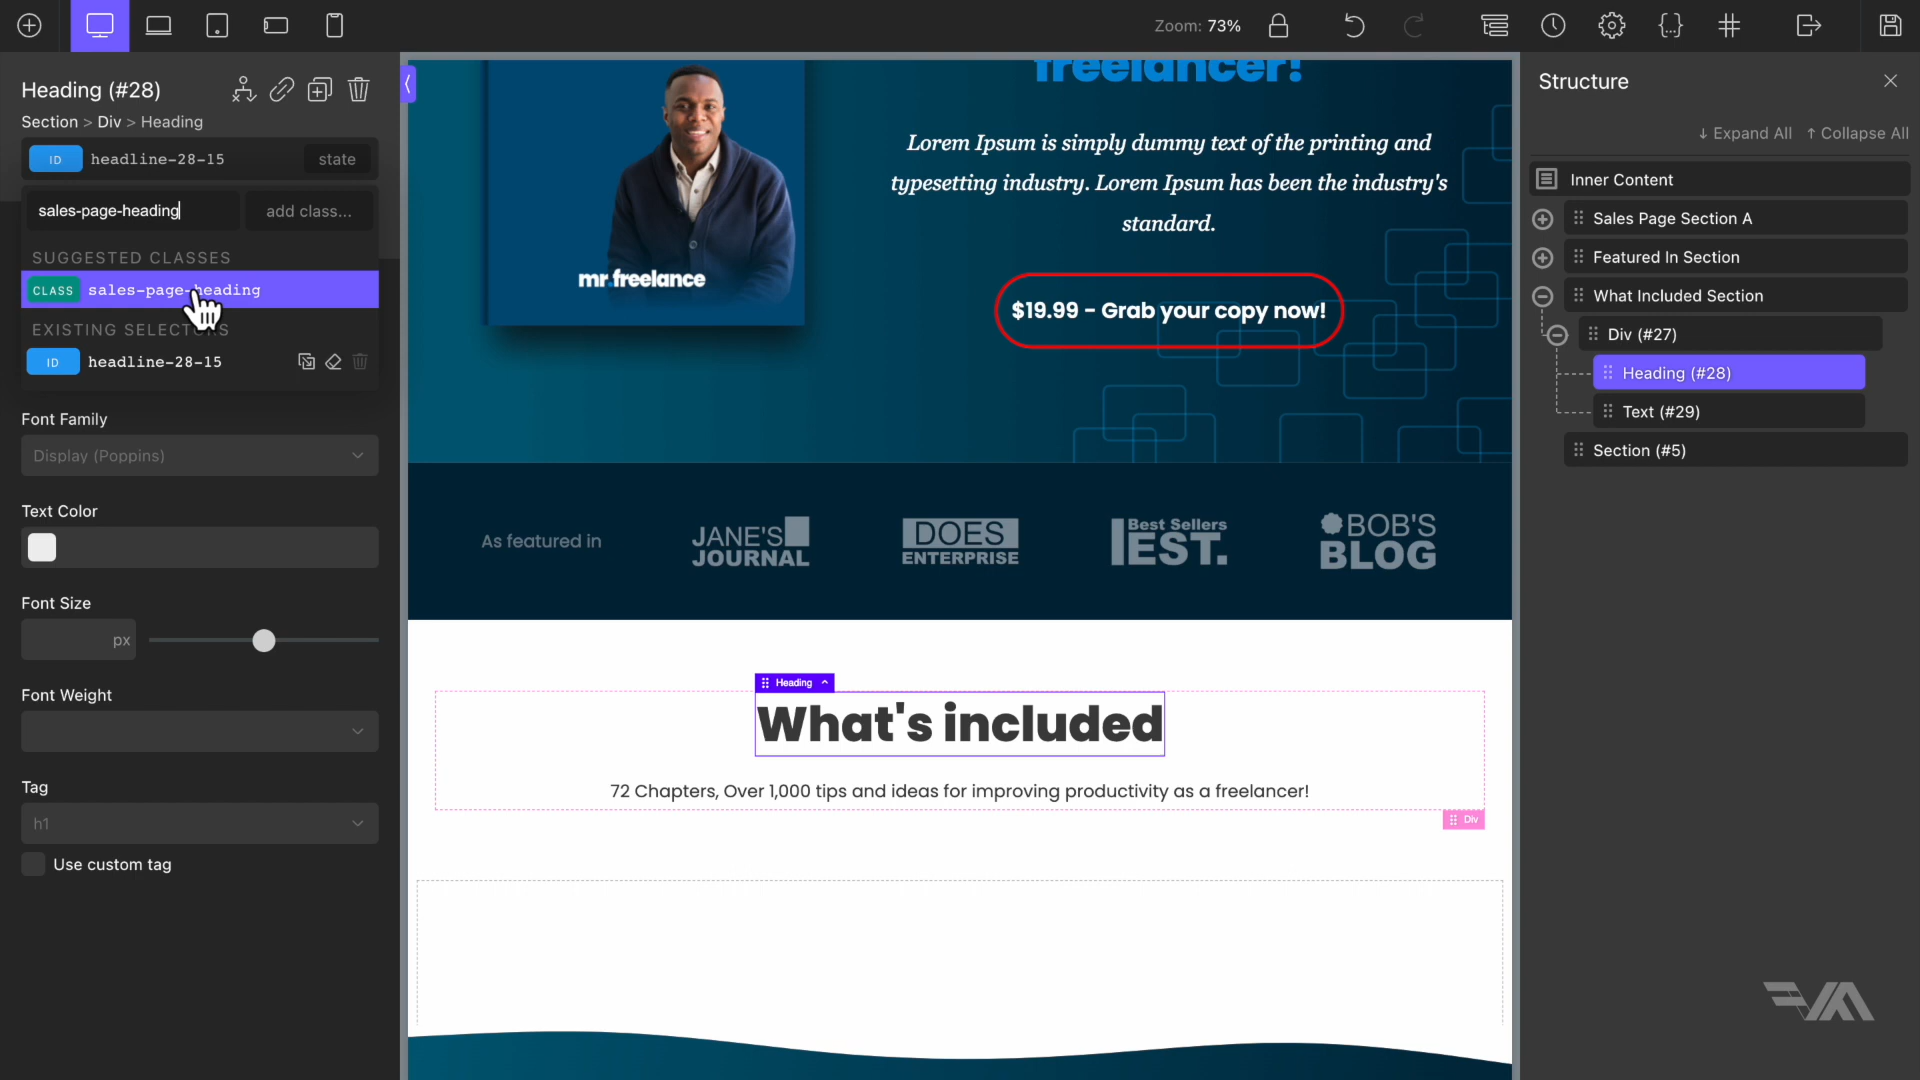 Zoom: 73%
Heading (#28)
Section > Div > Heading
ID headline-28-15 state
sales-page-heading add class...
SUGGESTED CLASSES
CLASS sales-page-heading
EXISTING SELECTORS
ID headline-28-15
Font Family
Display (Poppins)
Text Color
Font Size
px
Font Weight
Tag
h1
Use custom tag
freelancer!
mr.freelance
Lorem Ipsum is simply dummy text of the printing and
typesetting industry. Lorem Ipsum has been the industry's
standard.
$19.99 - Grab your copy now!
As featured in
JANE'S
JOURNAL
DOES
ENTERPRISE
Best Sellers
EST.
BOB'S
BLOG
Heading
What's included
72 Chapters, Over 1,000 tips and ideas for improving productivity as a freelancer!
Div
Structure
↓ Expand All ↑ Collapse All
Inner Content
Sales Page Section A
Featured In Section
What Included Section
Div (#27)
Heading (#28)
Text (#29)
Section (#5)